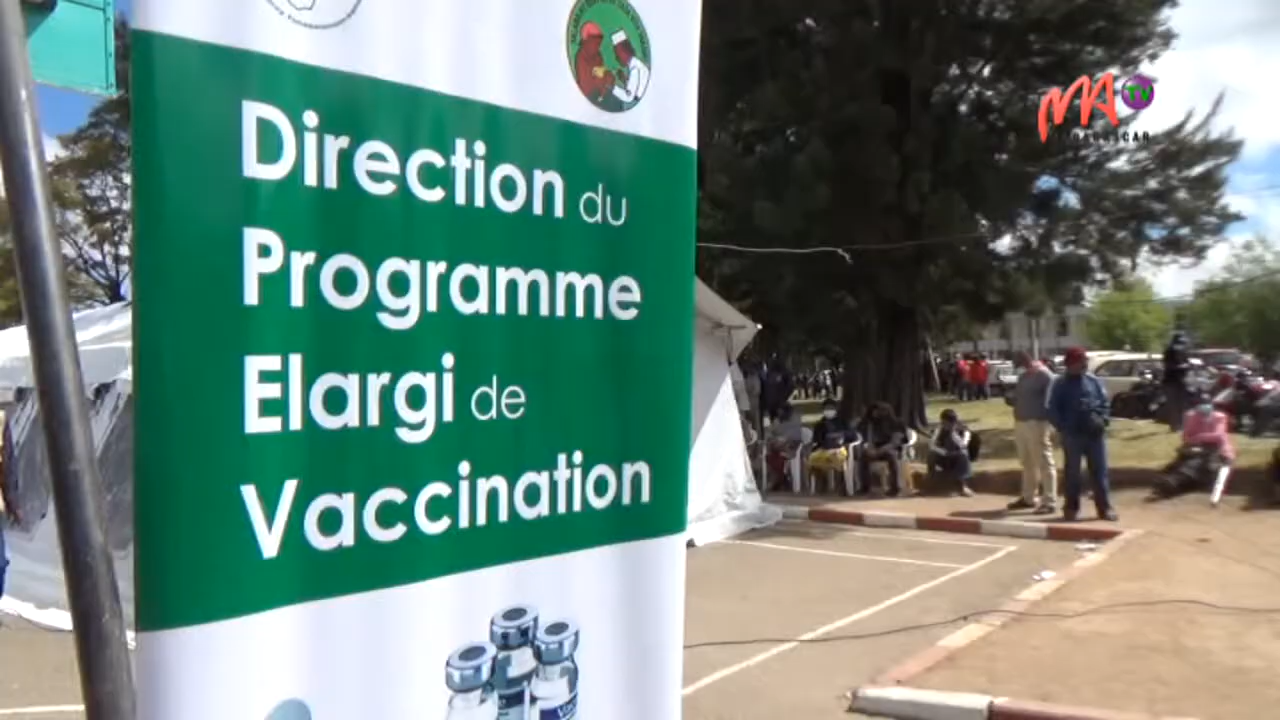 Direction du
Programme
Elargi de
Vaccination
MA TV